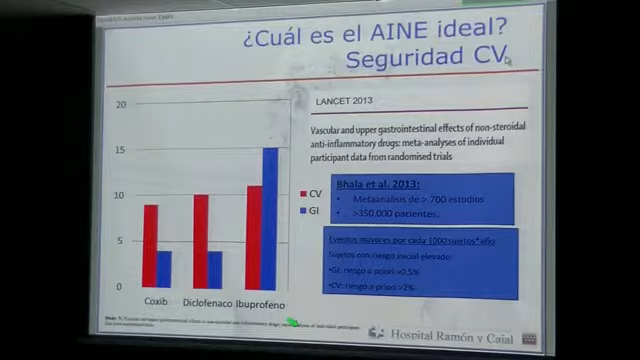 ¿Cuál es el AINE ideal?
Seguridad CV
LANCET 2013
Vascular and upper gastrointestinal effects of non-steroidal
anti-inflammatory drugs: meta-analyses of individual
participant data from randomised trials
20
15
10
5
0
Coxib
Diclofenaco
Ibuprofeno
CV
GI
Bhala et al. 2013:
• Metaanálisis de > 700 estudios
• >350.000 pacientes.
Eventos mayores por cada 1000 sujetos*año
Sujetos con riesgo inicial elevado:
•GI: riesgo a priori >0.5%
•CV: riesgo a priori >2%
Hospital Ramón y Cajal